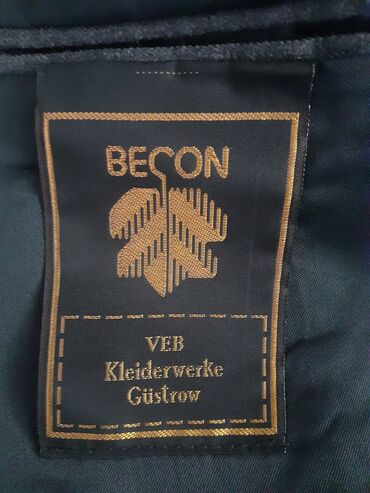 BECON
VEB
Kleiderwerke
Güstrow